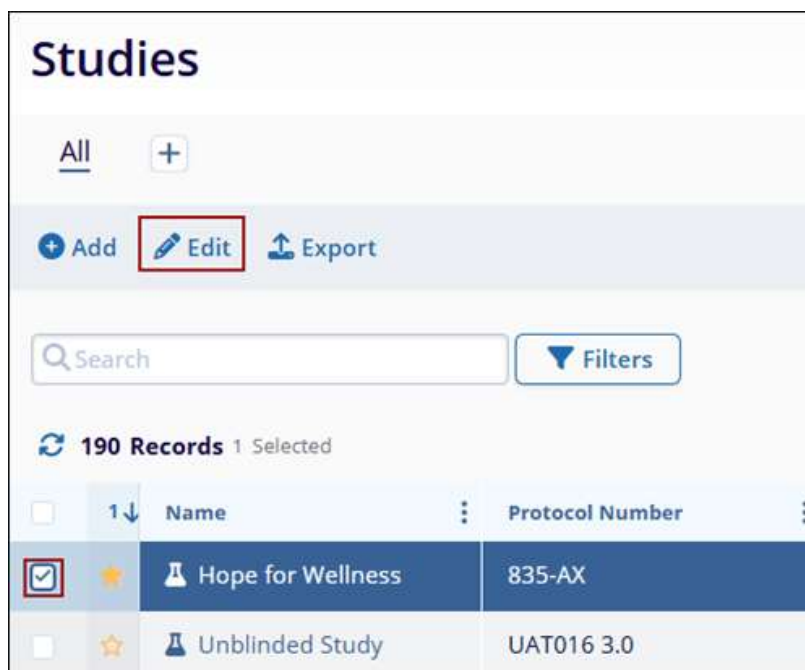 Studies
All +
Add Edit Export
Search Filters
190 Records 1 Selected
1 Name Protocol Number
Hope for Wellness 835-AX
Unblinded Study UAT016 3.0